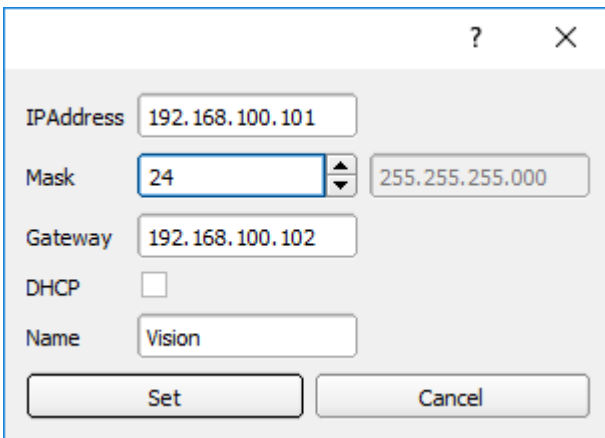 ?
IPAddress 192.168.100.101
Mask 24 255.255.255.000
Gateway 192.168.100.102
DHCP
Name Vision
Set Cancel